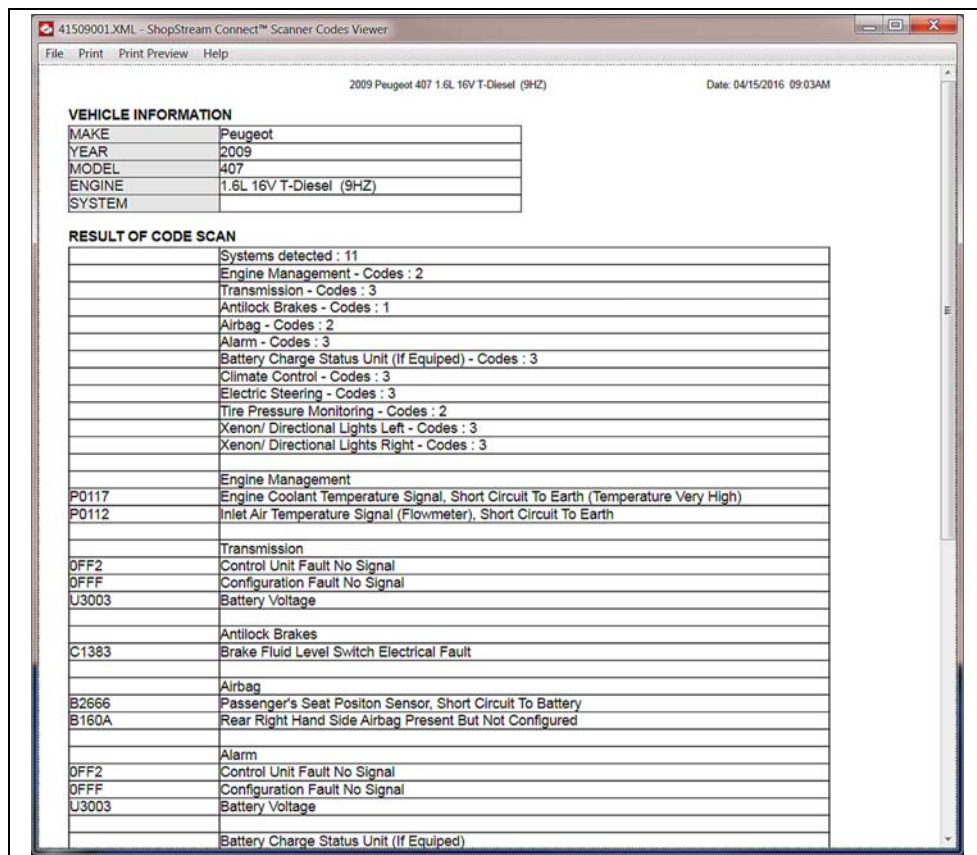 41509001.XML - ShopStream Connect™ Scanner Codes Viewer
File Print Print Preview Help
2009 Peugeot 407 1.6L 16V T-Diesel (9HZ) Date: 04/15/2016 09:03AM
VEHICLE INFORMATION
MAKE Peugeot
YEAR 2009
MODEL 407
ENGINE 1.6L 16V T-Diesel (9HZ)
SYSTEM
RESULT OF CODE SCAN
Systems detected : 11
Engine Management - Codes : 2
Transmission - Codes : 3
Antilock Brakes - Codes : 1
Airbag - Codes : 2
Alarm - Codes : 3
Battery Charge Status Unit (If Equiped) - Codes : 3
Climate Control - Codes : 3
Electric Steering - Codes : 3
Tire Pressure Monitoring - Codes : 2
Xenon/ Directional Lights Left - Codes : 3
Xenon/ Directional Lights Right - Codes : 3
Engine Management
P0117 Engine Coolant Temperature Signal, Short Circuit To Earth (Temperature Very High)
P0112 Inlet Air Temperature Signal (Flowmeter), Short Circuit To Earth
Transmission
0FF2 Control Unit Fault No Signal
0FFF Configuration Fault No Signal
U3003 Battery Voltage
Antilock Brakes
C1383 Brake Fluid Level Switch Electrical Fault
Airbag
B2666 Passenger's Seat Positon Sensor, Short Circuit To Battery
B160A Rear Right Hand Side Airbag Present But Not Configured
Alarm
0FF2 Control Unit Fault No Signal
0FFF Configuration Fault No Signal
U3003 Battery Voltage
Battery Charge Status Unit (If Equiped)